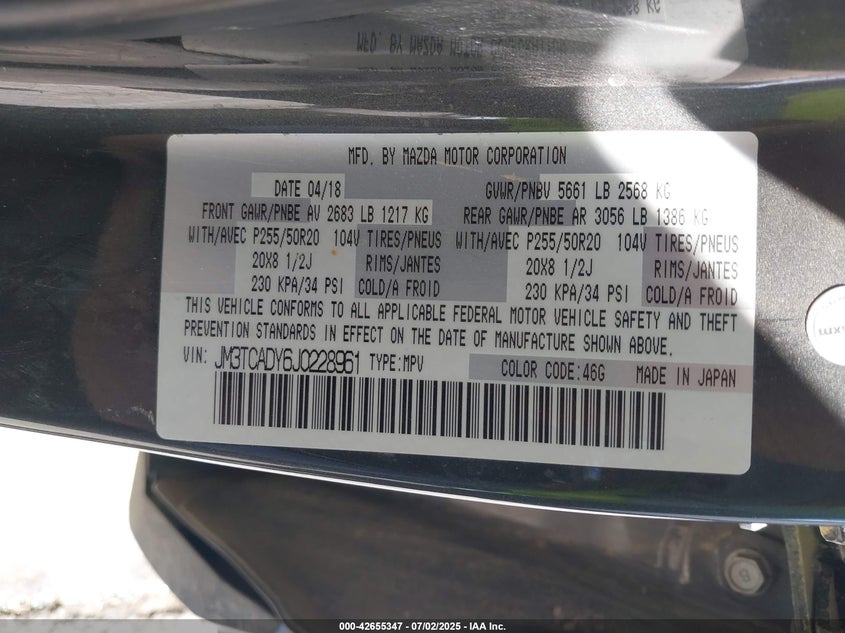 MFD. BY MAZDA MOTOR CORPORATION
DATE 04/18 GVWR/PNBV 5661 LB 2568 KG
FRONT GAWR/PNBE AV 2683 LB 1217 KG REAR GAWR/PNBE AR 3056 LB 1386 KG
WITH/AVEC P255/50R20 104V TIRES/PNEUS WITH/AVEC P255/50R20 104V TIRES/PNEUS
20X8 1/2J RIMS/JANTES 20X8 1/2J RIMS/JANTES
230 KPA/34 PSI COLD/A FROID 230 KPA/34 PSI COLD/A FROID
THIS VEHICLE CONFORMS TO ALL APPLICABLE FEDERAL MOTOR VEHICLE SAFETY AND THEFT
PREVENTION STANDARDS IN EFFECT ON THE DATE OF MANUFACTURE SHOWN ABOVE.
VIN: JM3TCADY6J0228961 TYPE:MPV COLOR CODE:46G MADE IN JAPAN
000-42655347 / 07/02/2025 - IAA Inc.